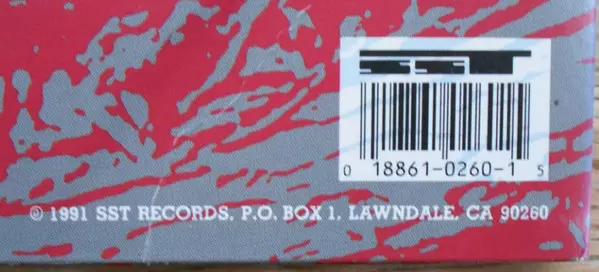 SST
0 18861-0260-1 5
© 1991 SST RECORDS, P.O. BOX 1, LAWNDALE, CA 90260